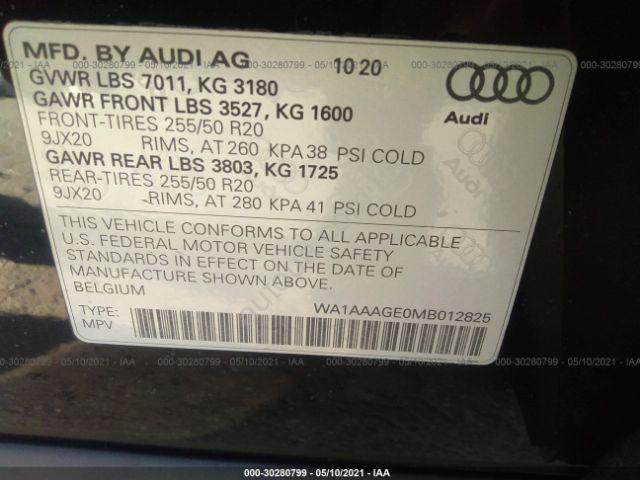 MFD. BY AUDI AG 10 20
GVWR LBS 7011, KG 3180
GAWR FRONT LBS 3527, KG 1600
FRONT-TIRES 255/50 R20
9JX20 RIMS, AT 260 KPA 38 PSI COLD
GAWR REAR LBS 3803, KG 1725
REAR-TIRES 255/50 R20
9JX20 -RIMS, AT 280 KPA 41 PSI COLD
Audi
THIS VEHICLE CONFORMS TO ALL APPLICABLE
U.S. FEDERAL MOTOR VEHICLE SAFETY
STANDARDS IN EFFECT ON THE DATE OF
MANUFACTURE SHOWN ABOVE.
BELGIUM
TYPE: WA1AAAGE0MB012825
MPV
000-30280799 - 05/10/2021 - IAA